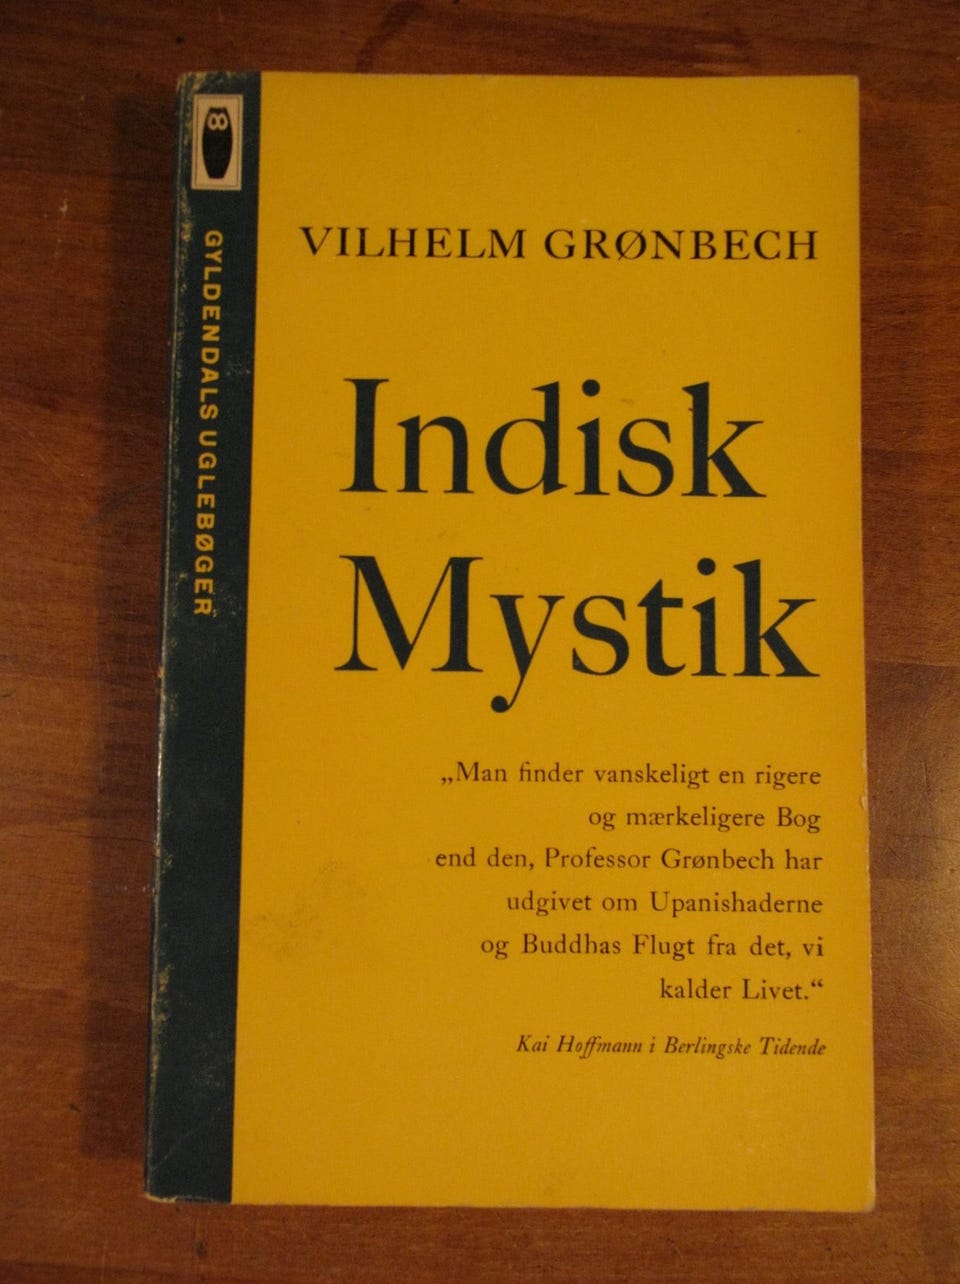 GYLDENDALS UGLEBØGER
VILHELM GRØNBECH
Indisk
Mystik
„Man finder vanskeligt en rigere
og mærkeligere Bog
end den, Professor Grønbech har
udgivet om Upanishaderne
og Buddhas Flugt fra det, vi
kalder Livet.“
Kai Hoffmann i Berlingske Tidende